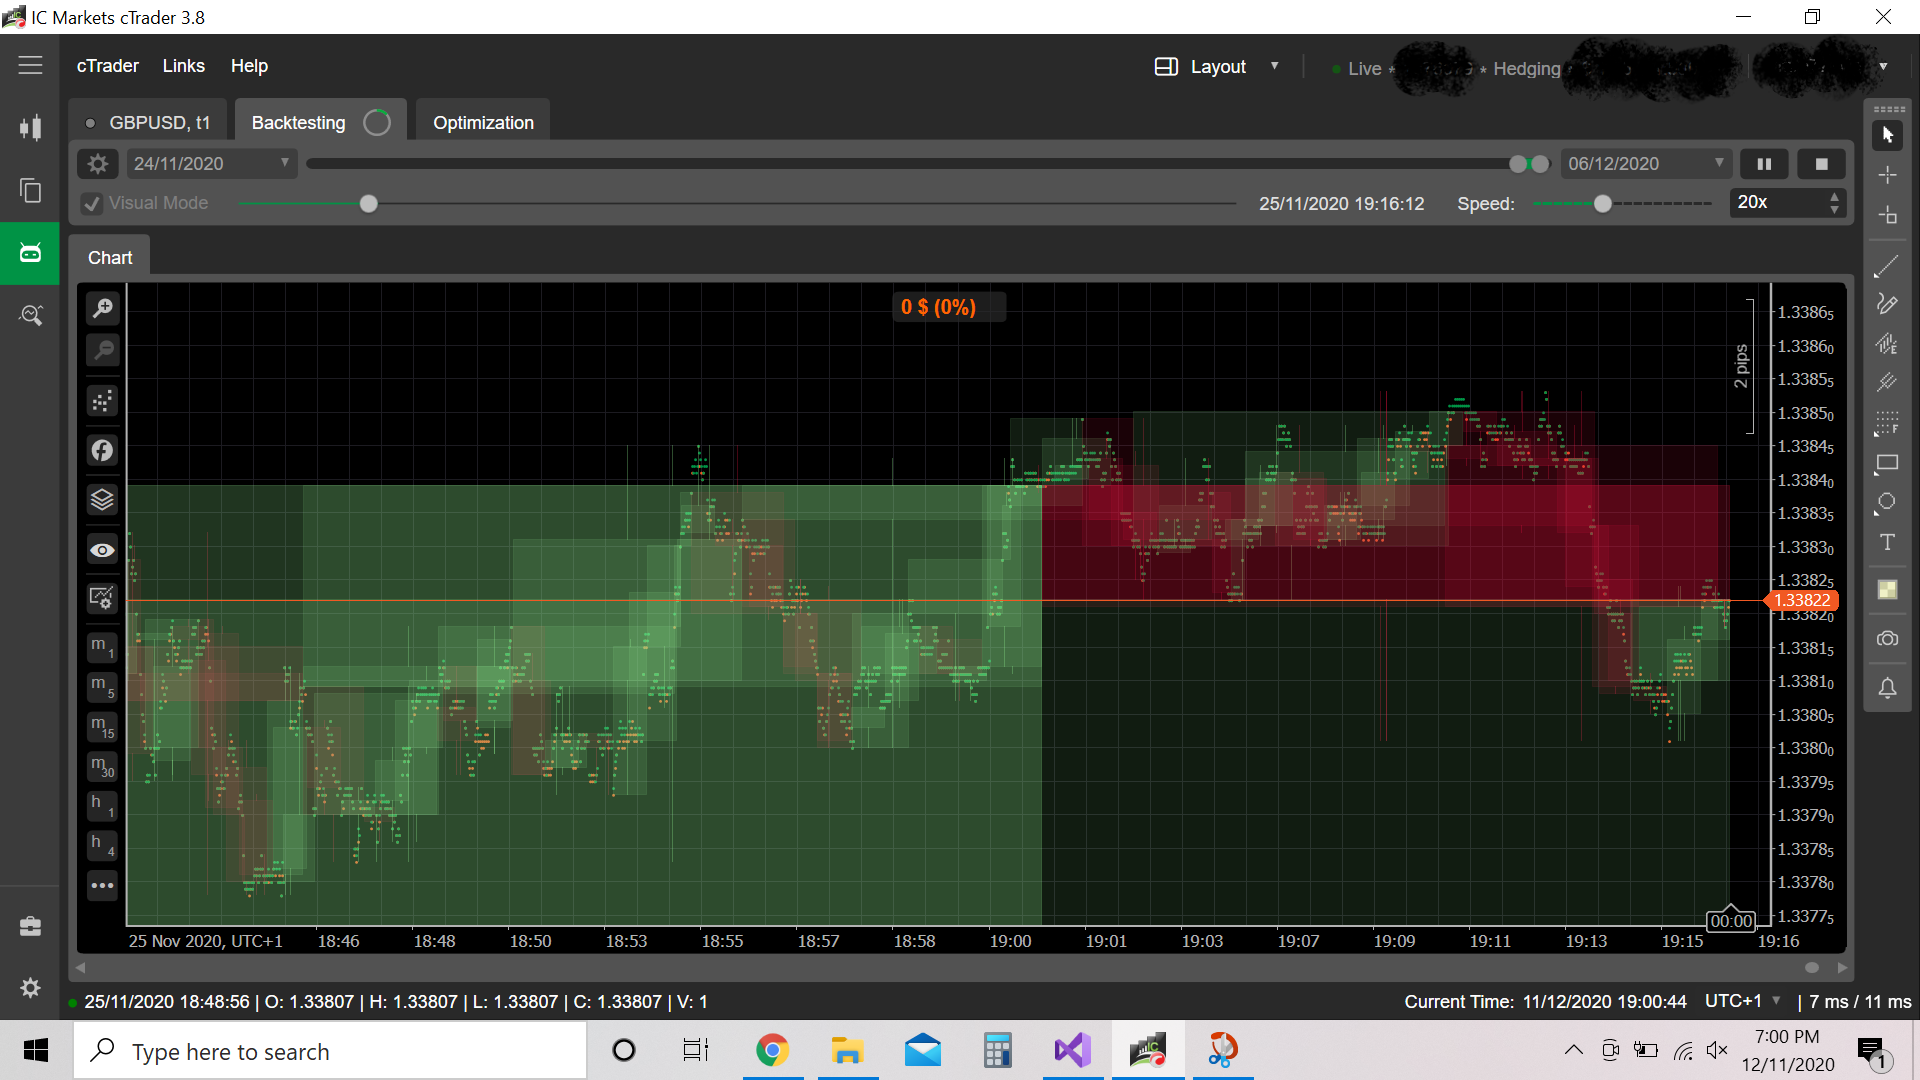 IC Markets cTrader 3.8
cTrader Links Help
Layout
Live * * Hedging
GBPUSD, t1 Backtesting Optimization
24/11/2020 06/12/2020
Visual Mode 25/11/2020 19:16:12 Speed: 20x
Chart
0 $ (0%)
2 pips
1.33865
1.33860
1.33855
1.33850
1.33845
1.33840
1.33835
1.33830
1.33825
1.33822
1.33820
1.33815
1.33810
1.33805
1.33800
1.33795
1.33790
1.33785
1.33780
1.33775
m 1
m 5
m 15
m 30
h 1
h 4
00:00
25 Nov 2020, UTC+1 18:46 18:48 18:50 18:53 18:55 18:57 18:58 19:00 19:01 19:03 19:07 19:09 19:11 19:13 19:15 19:16
25/11/2020 18:48:56 | O: 1.33807 | H: 1.33807 | L: 1.33807 | C: 1.33807 | V: 1
Current Time: 11/12/2020 19:00:44 UTC+1 | 7 ms / 11 ms
Type here to search
7:00 PM
12/11/2020
1